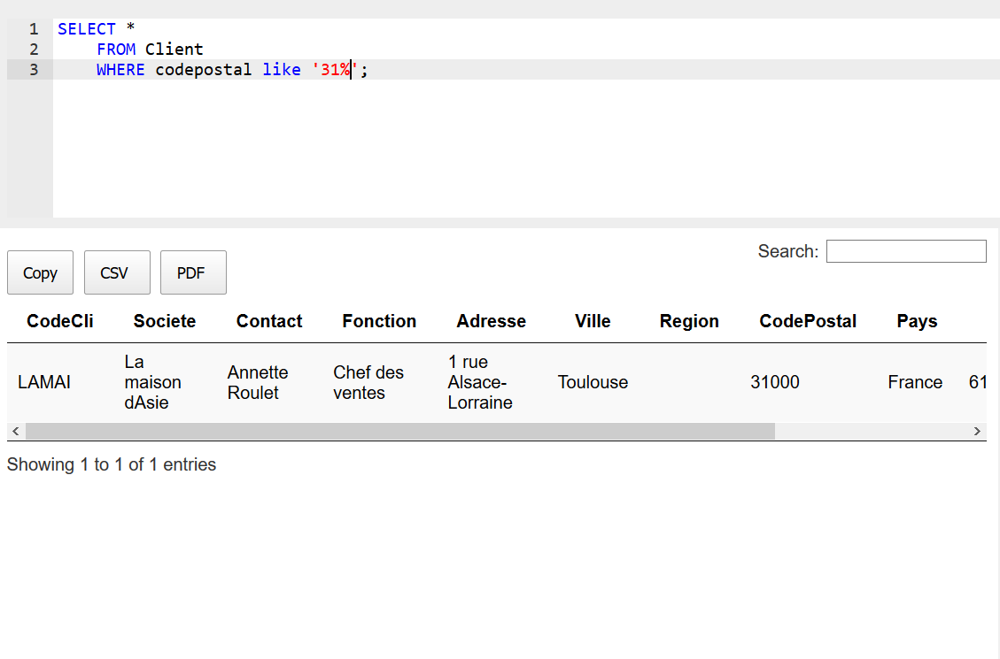 1 SELECT *
2 FROM Client
3 WHERE codepostal like '31%';
Search:
Copy CSV PDF
CodeCli Societe Contact Fonction Adresse Ville Region CodePostal Pays
LAMAI
La
maison
dAsie
Annette
Roulet
Chef des
ventes
1 rue
Alsace-
Lorraine
Toulouse
31000
France
61
Showing 1 to 1 of 1 entries